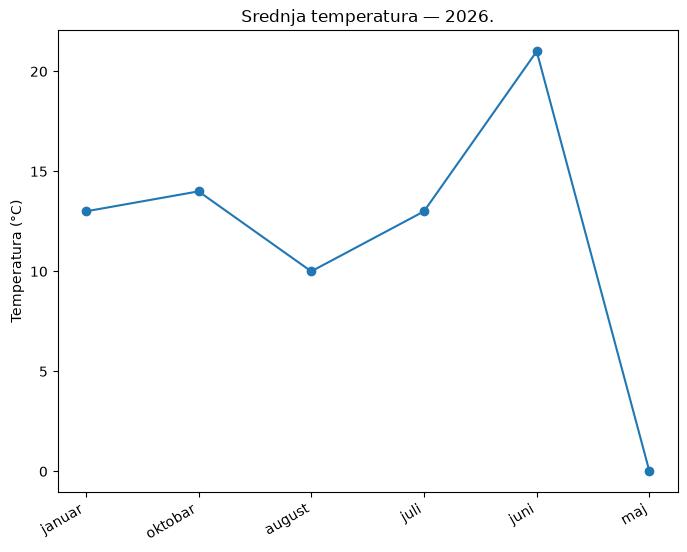 Srednja temperatura — 2026.
Temperatura (°C)
20
15
10
5
0
januar
oktobar
august
juli
juni
maj